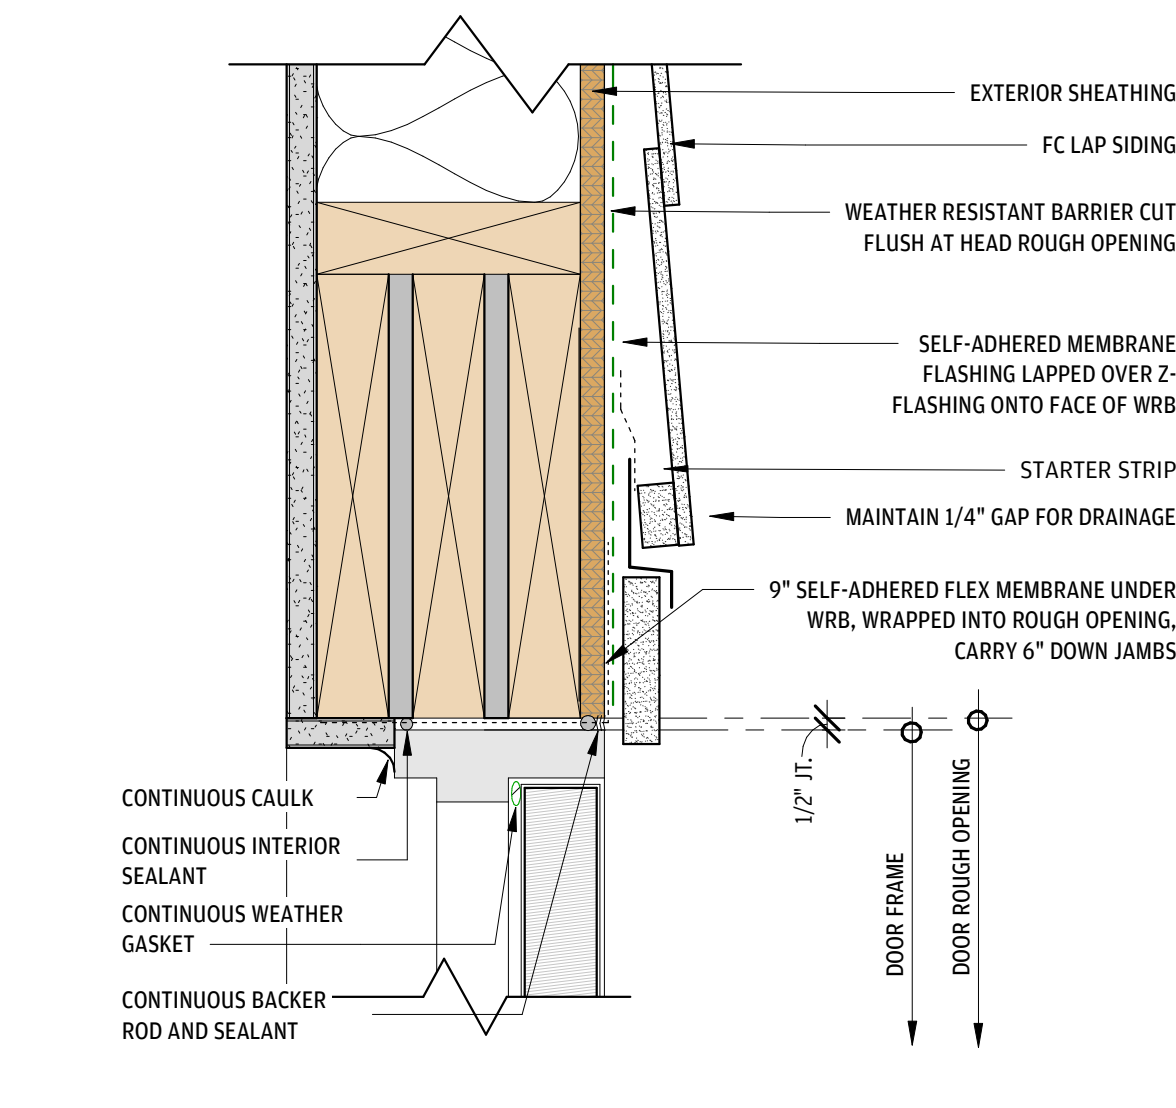 EXTERIOR SHEATHING
FC LAP SIDING
WEATHER RESISTANT BARRIER CUT
FLUSH AT HEAD ROUGH OPENING
SELF-ADHERED MEMBRANE
FLASHING LAPPED OVER Z-
FLASHING ONTO FACE OF WRB
STARTER STRIP
MAINTAIN 1/4" GAP FOR DRAINAGE
9" SELF-ADHERED FLEX MEMBRANE UNDER
WRB, WRAPPED INTO ROUGH OPENING,
CARRY 6" DOWN JAMBS
1/2" JT.
DOOR FRAME
DOOR ROUGH OPENING
CONTINUOUS CAULK
CONTINUOUS INTERIOR
SEALANT
CONTINUOUS WEATHER
GASKET
CONTINUOUS BACKER
ROD AND SEALANT